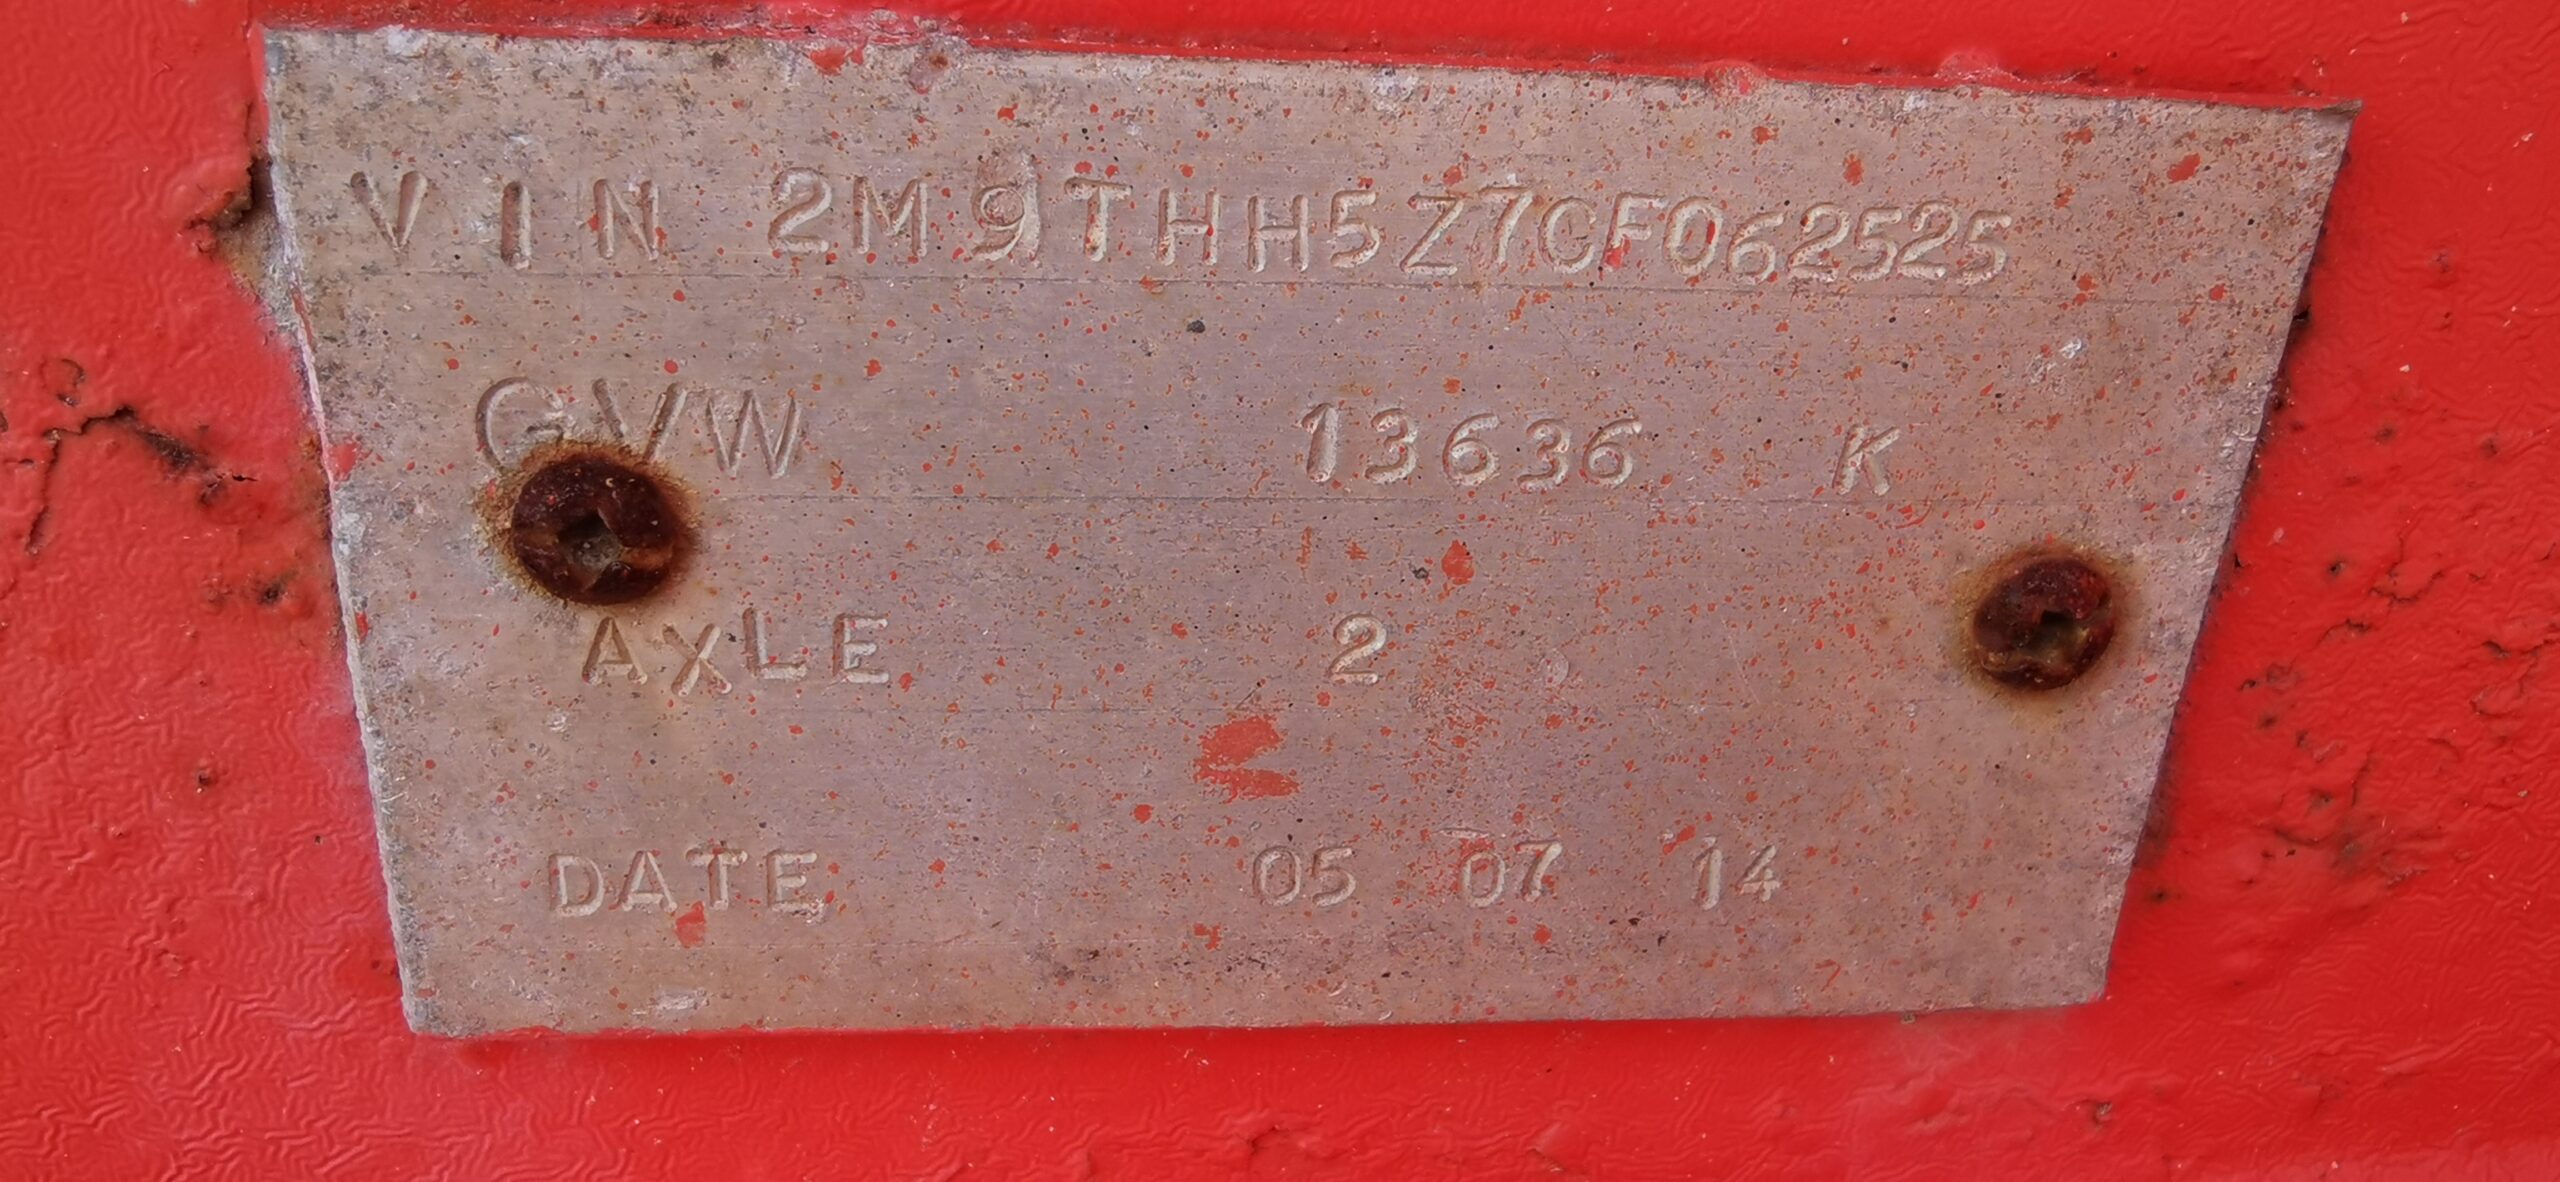 VIN 2M9THH5Z7CF062525
GVW 13636 K
AXLE 2
DATE 05 07 14